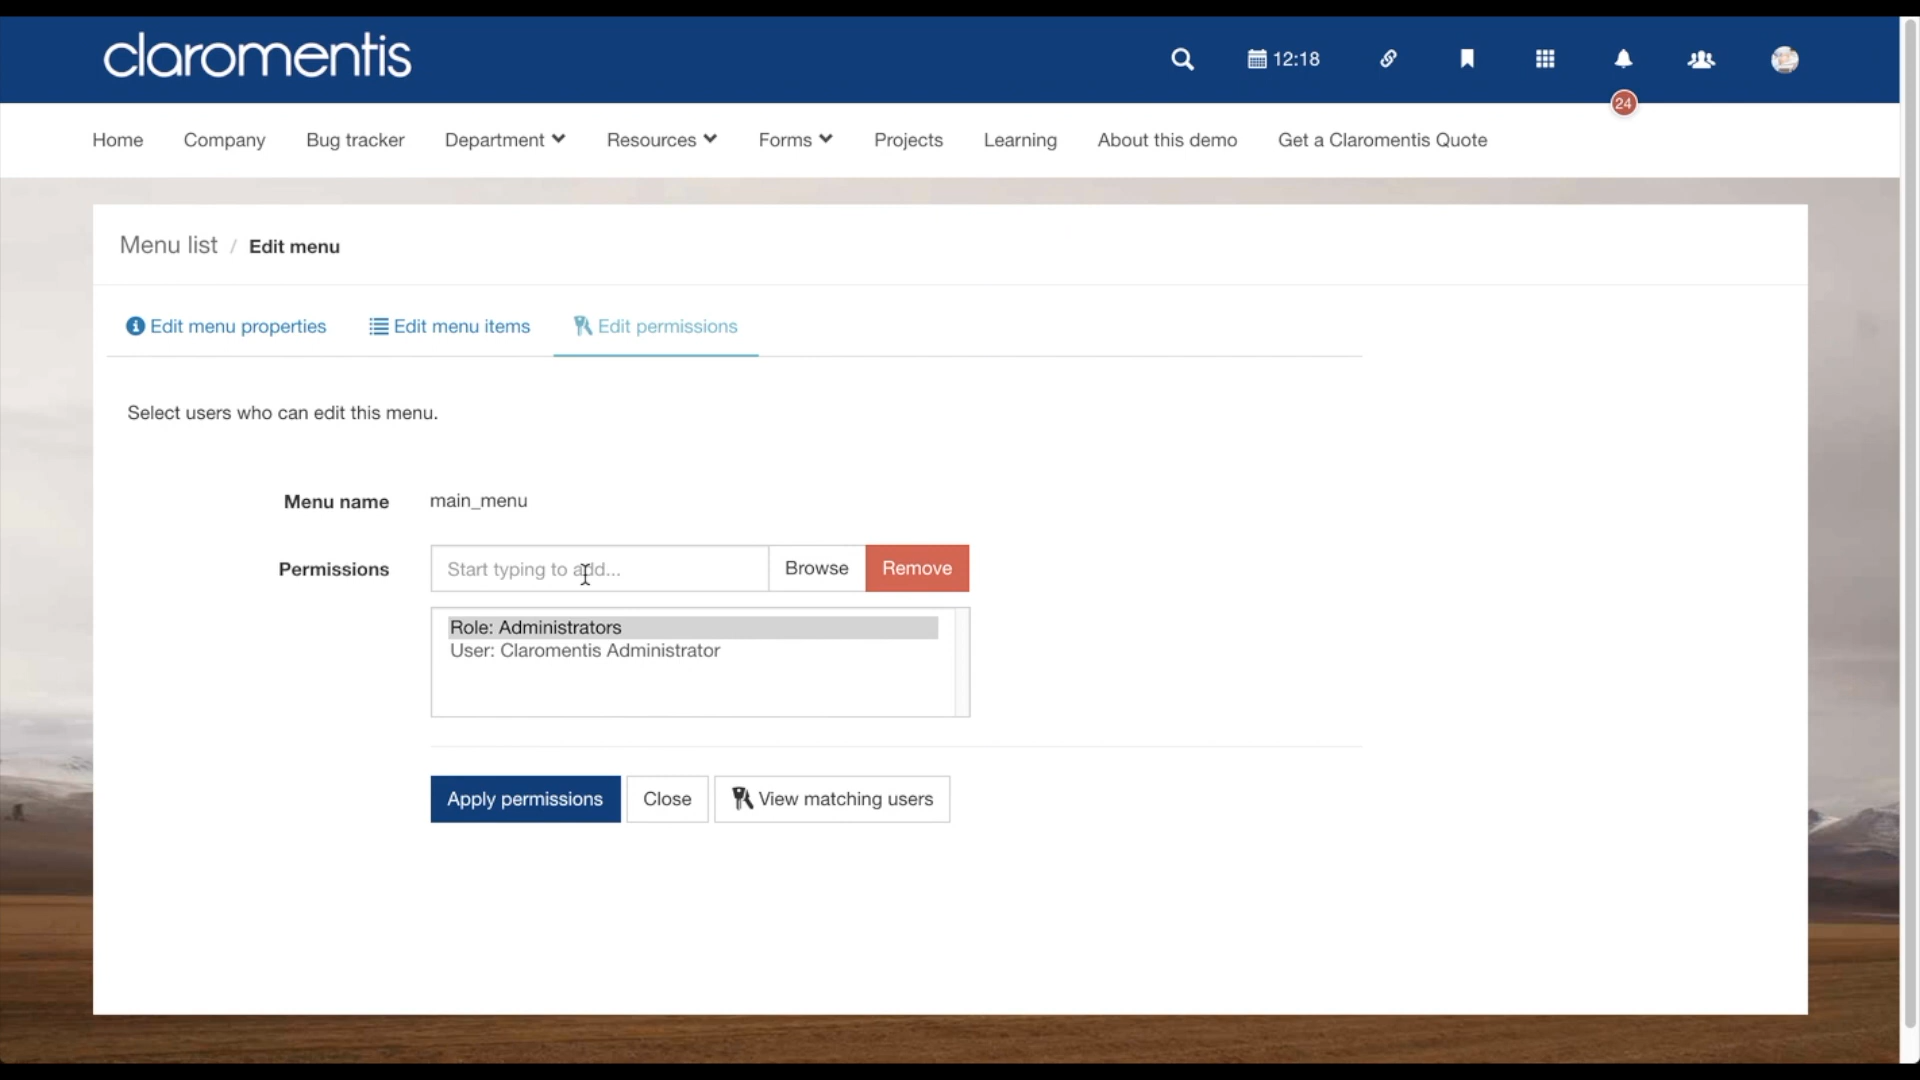 claromentis
12:18
24
Home Company Bug tracker Department Resources Forms Projects Learning About this demo Get a Claromentis Quote
Menu list / Edit menu
Edit menu properties Edit menu items Edit permissions
Select users who can edit this menu.
Menu name main_menu
Permissions Start typing to add... Browse Remove
Role: Administrators
User: Claromentis Administrator
Apply permissions Close View matching users